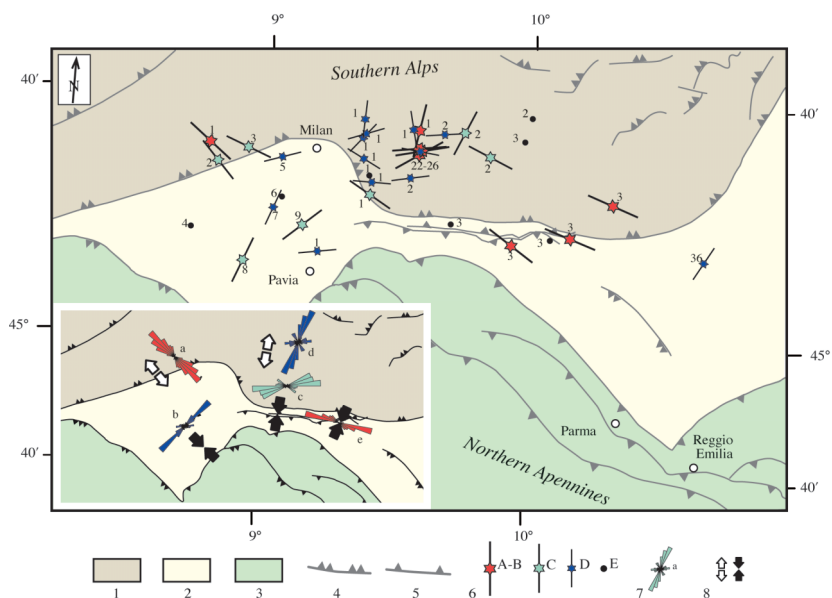 9° 10°
40′
N
Southern Alps
40′
Milan
1 3 1 1 1 1 2 2 2
2 5 1 22-26 2 3
1 1 2
6 7 1 3
4 9 3 3 3
8 1 36
Pavia
45°
a d
c
b e
45°
Parma
Reggio
Emilia
Northern Apennines
40′
40′
9° 10°
A-B C D E a
1 2 3 4 5 6 7 8